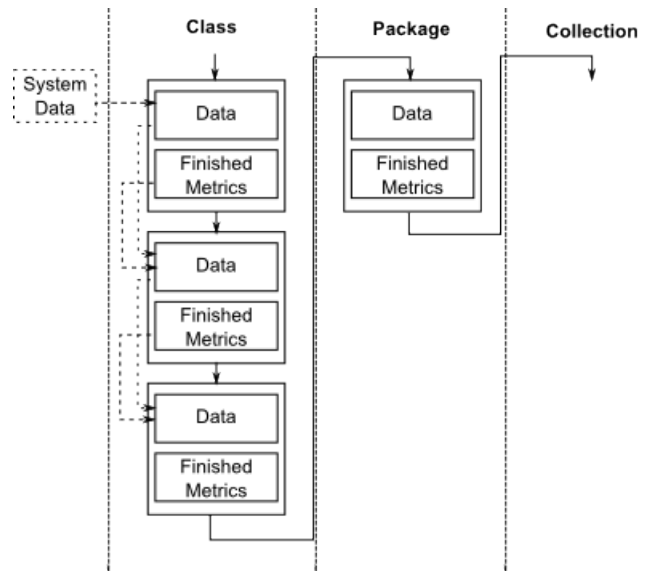 Class
Package
Collection
System
Data
Data
Finished
Metrics
Data
Finished
Metrics
Data
Finished
Metrics
Data
Finished
Metrics